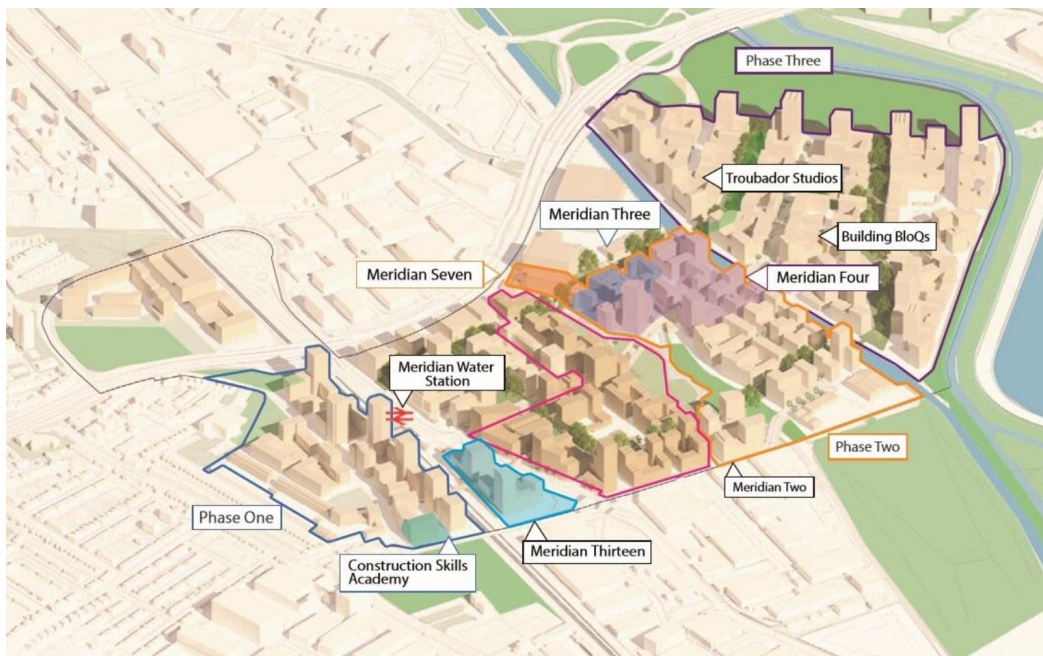 Phase Three
Troubador Studios
Meridian Three
Building BloQs
Meridian Seven
Meridian Four
Meridian Water
Station
Phase Two
Meridian Two
Phase One
Meridian Thirteen
Construction Skills
Academy